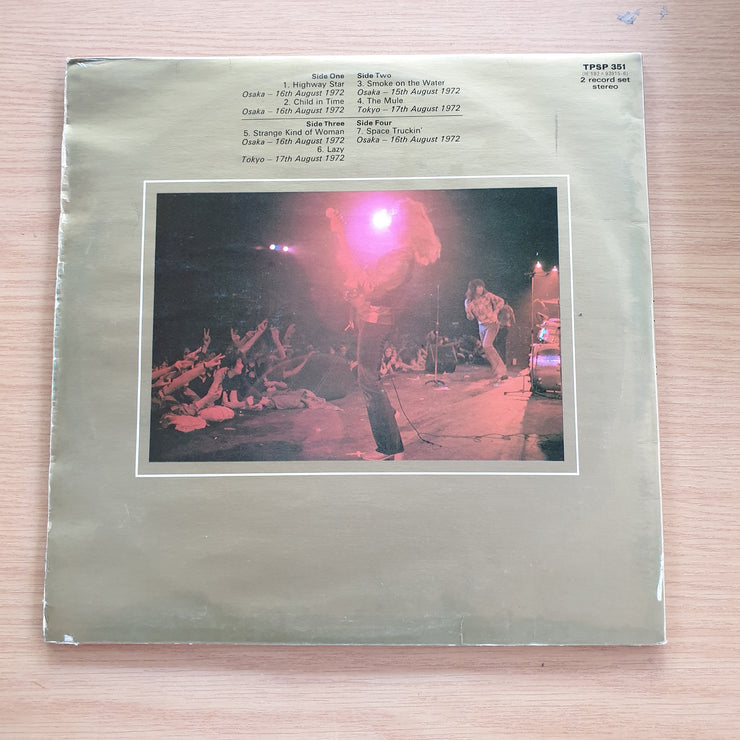 Side One
1. Highway Star
Osaka – 16th August 1972
2. Child in Time
Osaka – 16th August 1972
Side Two
3. Smoke on the Water
Osaka – 15th August 1972
4. The Mule
Tokyo – 17th August 1972
Side Three
5. Strange Kind of Woman
Osaka – 16th August 1972
6. Lazy
Tokyo – 17th August 1972
Side Four
7. Space Truckin'
Osaka – 16th August 1972
TPSP 351
2 record set
stereo